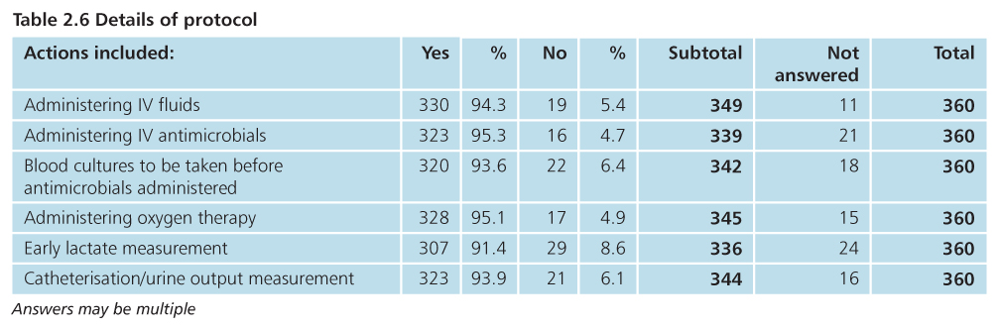 Table 2.6 Details of protocol
Actions included: Yes % No % Subtotal Not answered Total
Administering IV fluids 330 94.3 19 5.4 349 11 360
Administering IV antimicrobials 323 95.3 16 4.7 339 21 360
Blood cultures to be taken before
antimicrobials administered 320 93.6 22 6.4 342 18 360
Administering oxygen therapy 328 95.1 17 4.9 345 15 360
Early lactate measurement 307 91.4 29 8.6 336 24 360
Catheterisation/urine output measurement 323 93.9 21 6.1 344 16 360
Answers may be multiple